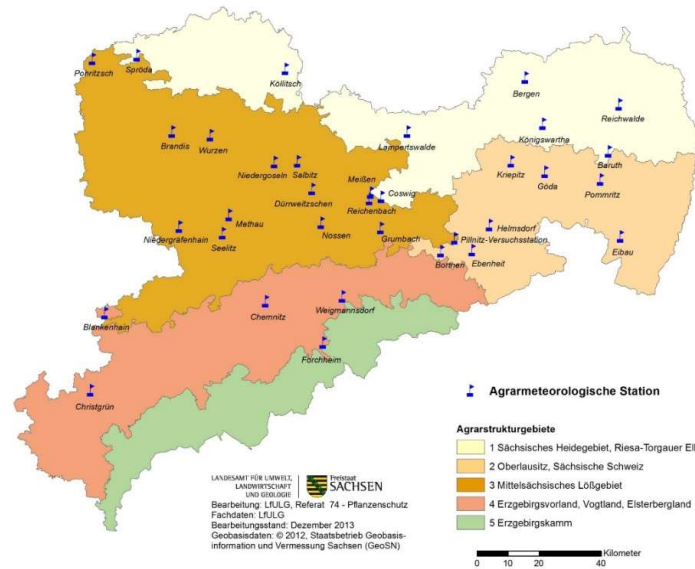 Pohritzsch
Spröda
Köllitsch
Bergen
Reichwalde
Brandis
Wurzen
Lampertswalde
Königswartha
Baruth
Niedergoseln
Salbitz
Meißen
Coswig
Kriepitz
Göda
Pommritz
Dürrweitzschen
Reichenbach
Methau
Niedergräfenhain
Seelitz
Nossen
Grumbach
Helmsdorf
Pillnitz-Versuchsstation
Eibau
Borthen
Ebenheit
Blankenhain
Chemnitz
Weigmannsdorf
Forchheim
Christgrün
Agrarmeteorologische Station
Agrarstrukturgebiete
1 Sächsisches Heidegebiet, Riesa-Torgauer El
2 Oberlausitz, Sächsische Schweiz
3 Mittelsächsisches Lößgebiet
4 Erzgebirgsvorland, Vogtland, Elsterbergland
5 Erzgebirgskamm
LANDESAMT FÜR UMWELT,
LANDWIRTSCHAFT
UND GEOLOGIE
Freistaat
SACHSEN
Bearbeitung: LfULG, Referat 74 - Pflanzenschutz
Fachdaten: LfULG
Bearbeitungsstand: Dezember 2013
Geobasisdaten: © 2012, Staatsbetrieb Geobasis-
information und Vermessung Sachsen (GeoSN)
Kilometer
0 10 20 40